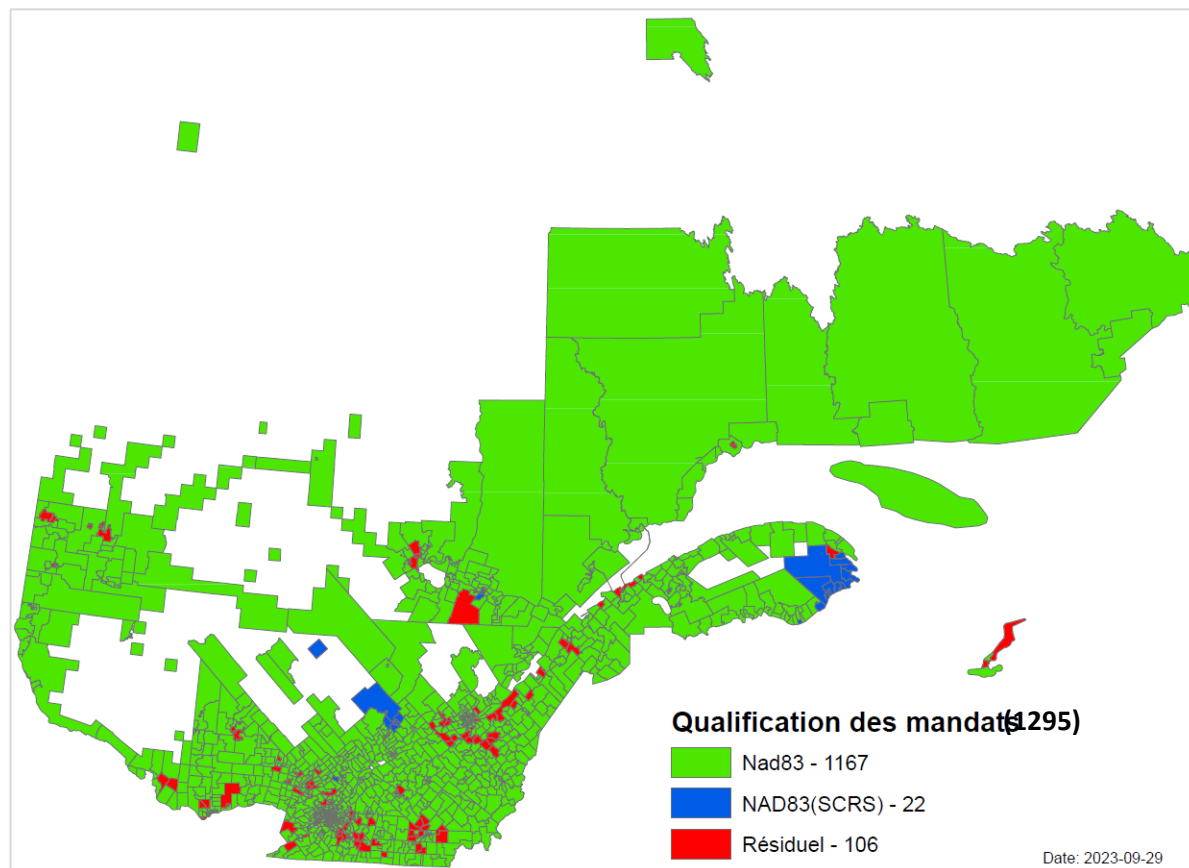 Qualification des mandats(1295)
Nad83 - 1167
NAD83(SCRS) - 22
Résiduel - 106
Date: 2023-09-29